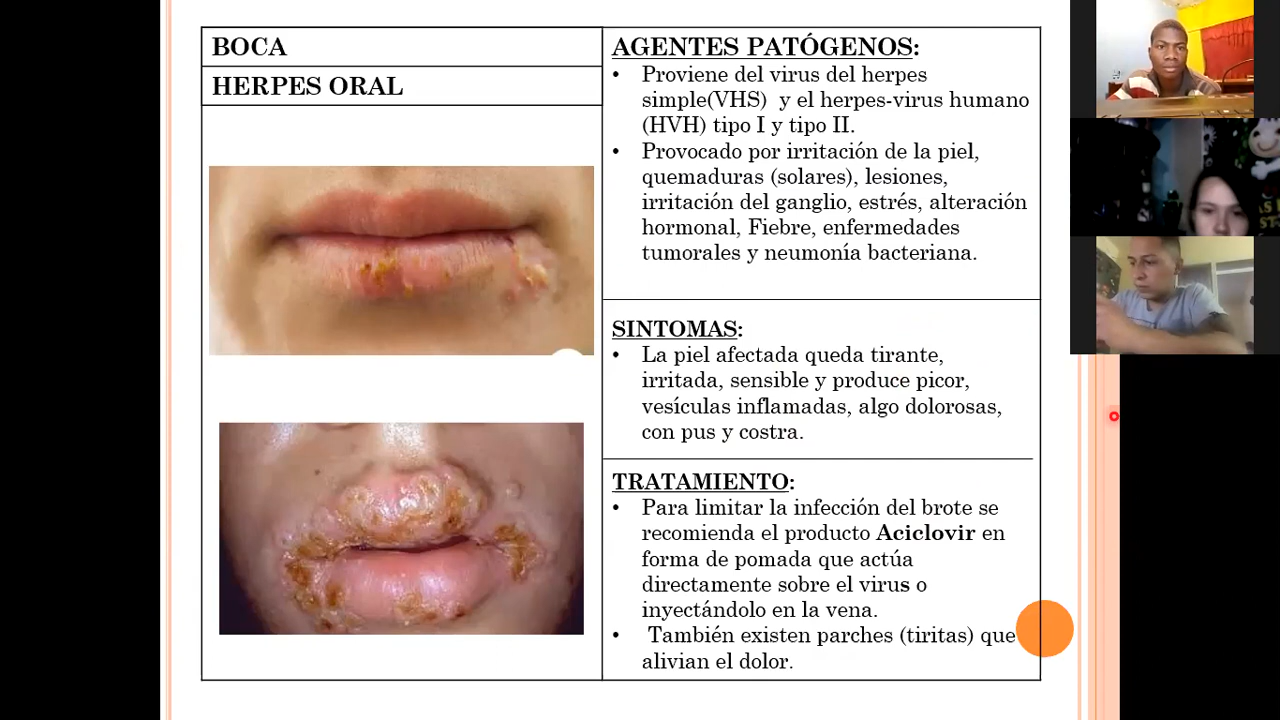 BOCA
HERPES ORAL
AGENTES PATÓGENOS:
• Proviene del virus del herpes
simple(VHS) y el herpes-virus humano
(HVH) tipo I y tipo II.
• Provocado por irritación de la piel,
quemaduras (solares), lesiones,
irritación del ganglio, estrés, alteración
hormonal, Fiebre, enfermedades
tumorales y neumonía bacteriana.
SINTOMAS:
• La piel afectada queda tirante,
irritada, sensible y produce picor,
vesículas inflamadas, algo dolorosas,
con pus y costra.
TRATAMIENTO:
• Para limitar la infección del brote se
recomienda el producto Aciclovir en
forma de pomada que actúa
directamente sobre el virus o
inyectándolo en la vena.
• También existen parches (tiritas) que
alivian el dolor.